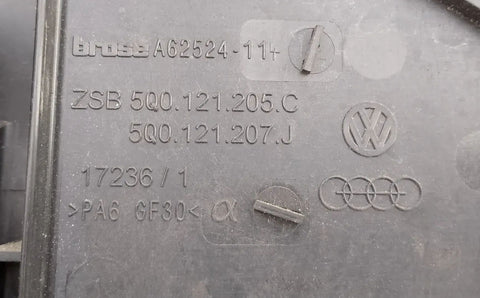 brose A62524-11+
ZSB 5Q0.121.205.C
5Q0.121.207.J
17236/1
>PA6 GF30< α